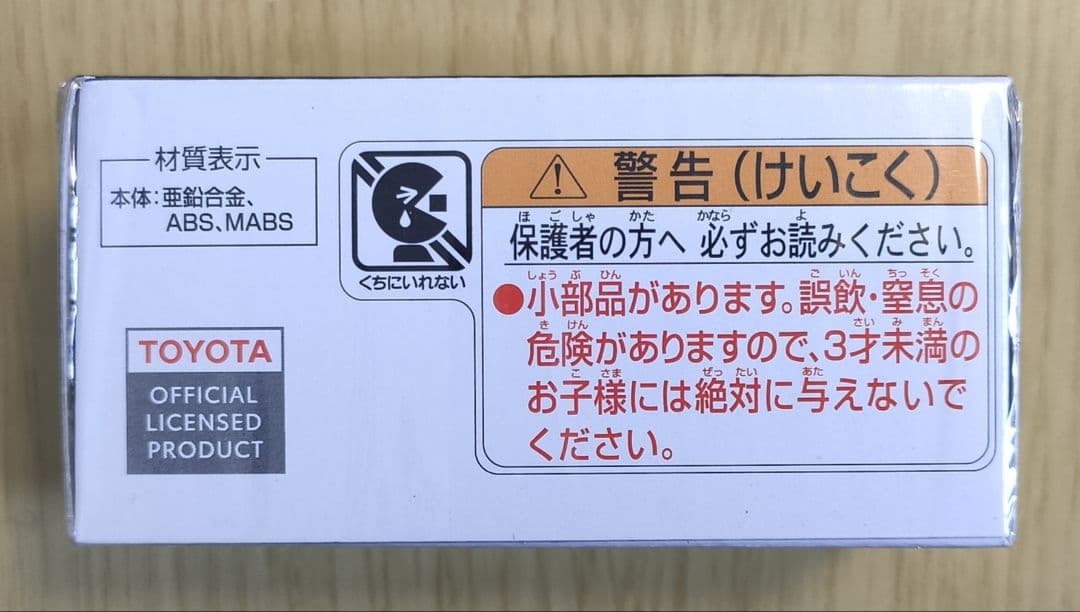 材質表示
本体：亜鉛合金、
ABS、MABS
くちにいれない
TOYOTA
OFFICIAL
LICENSED
PRODUCT
警告（けいこく）
ほごしゃ かた かなら よ
保護者の方へ 必ずお読みください。
しょうぶひん ごいん ちっそく
●小部品があります。誤飲・窒息の
きけん さいみまん
危険がありますので、3才未満の
こさま ぜったい あた
お子様には絶対に与えないで
ください。